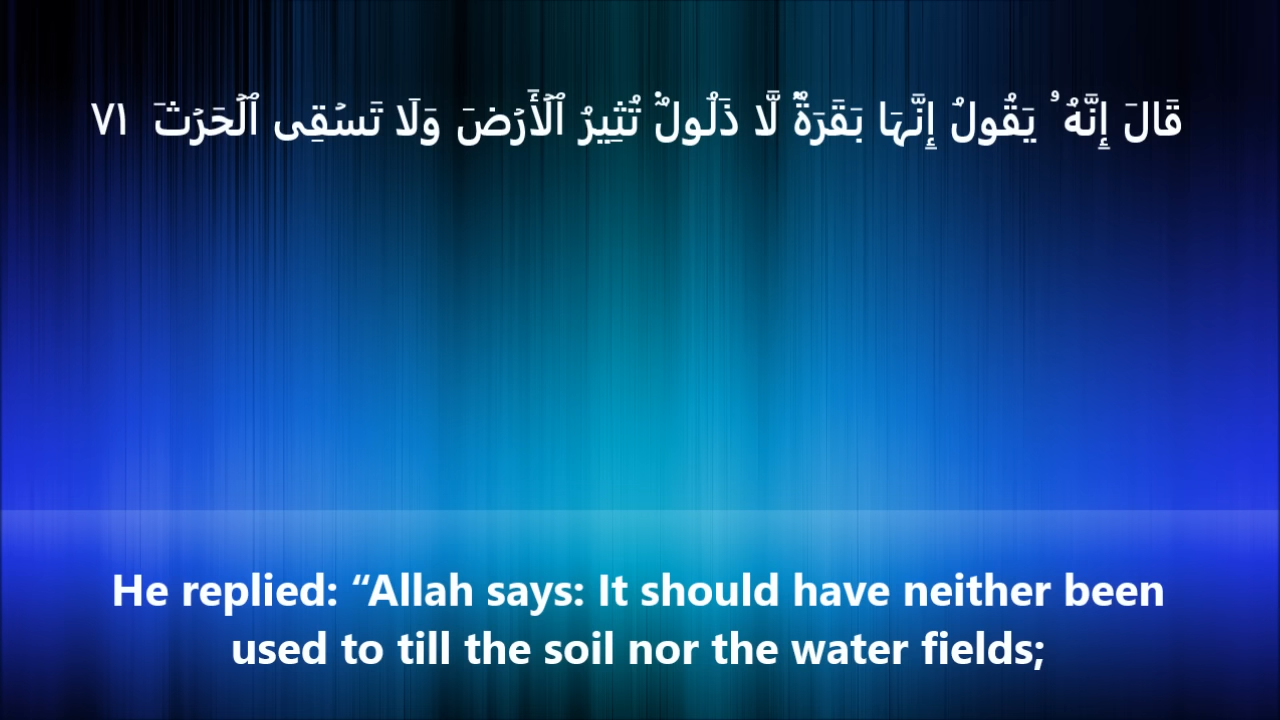 قَالَ إِنَّهُۥ يَقُولُ إِنَّهَا بَقَرَةٌۭ لَّا ذَلُولٌۭ تُثِيرُ ٱلْأَرْضَ وَلَا تَسْقِى ٱلْحَرْثَ ٧١
He replied: “Allah says: It should have neither been
used to till the soil nor the water fields;